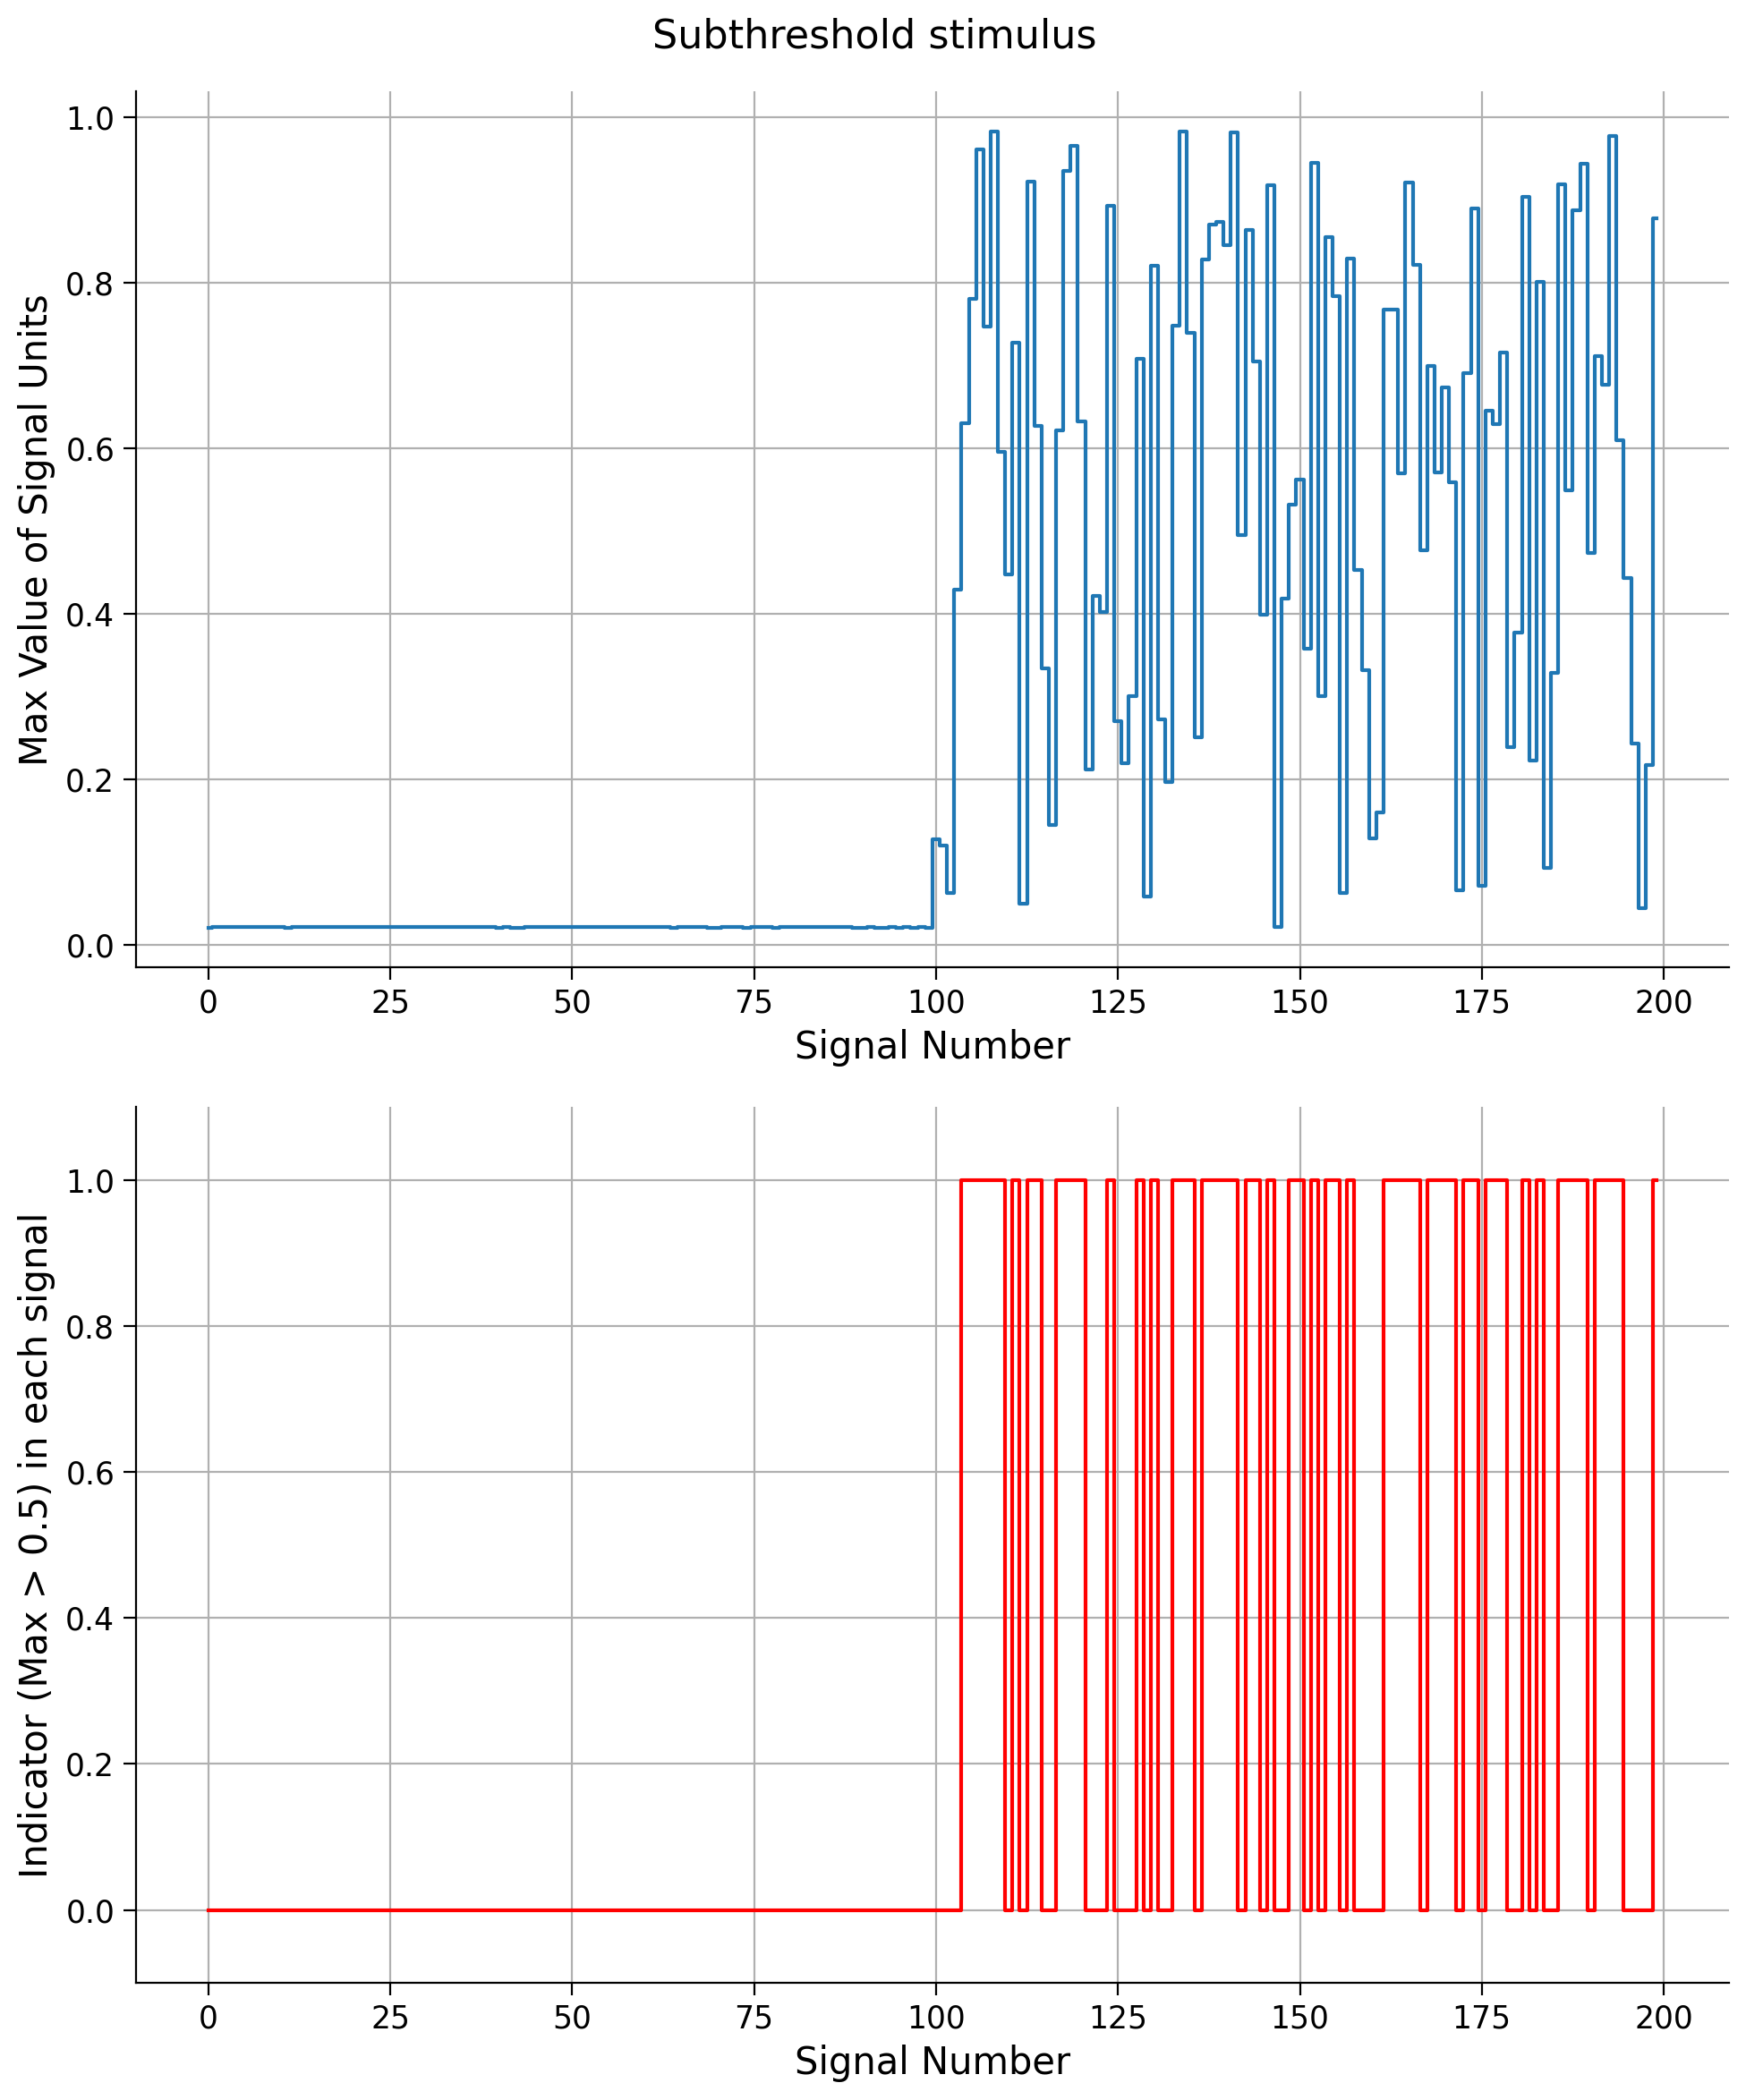 Subthreshold stimulus
Max Value of Signal Units
1.0
0.8
0.6
0.4
0.2
0.0
0 25 50 75 100 125 150 175 200
Signal Number
Indicator (Max > 0.5) in each signal
1.0
0.8
0.6
0.4
0.2
0.0
0 25 50 75 100 125 150 175 200
Signal Number